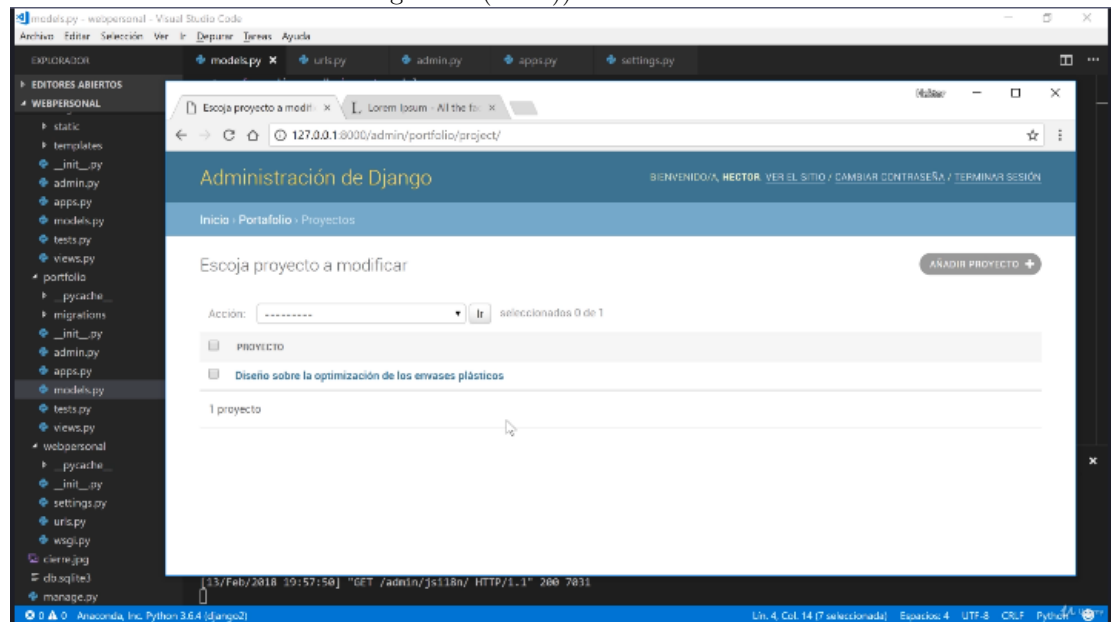 models.py - webpersonal - Visual Studio Code
Archivo Editar Selección Ver Ir Depurar Tareas Ayuda
EXPLORADOR
models.py urls.py admin.py apps.py settings.py
EDITORES ABIERTOS
WEBPERSONAL
static
templates
__init__.py
admin.py
apps.py
models.py
tests.py
views.py
portfolio
__pycache__
migrations
__init__.py
admin.py
apps.py
models.py
tests.py
views.py
webpersonal
__pycache__
__init__.py
settings.py
urls.py
wsgi.py
cierre.jpg
db.sqlite3
manage.py
Escoja proyecto a modifi
Lorem Ipsum - All the fa
127.0.0.1:8000/admin/portfolio/project/
Administración de Django
BIENVENIDO/A, HECTOR. VER EL SITIO / CAMBIAR CONTRASEÑA / TERMINAR SESIÓN
Inicio › Portafolio › Proyectos
Escoja proyecto a modificar
AÑADIR PROYECTO +
Acción: --------- Ir seleccionados 0 de 1
PROYECTO
Diseño sobre la optimización de los envases plásticos
1 proyecto
[13/Feb/2018 19:57:50] "GET /admin/jsi18n/ HTTP/1.1" 200 7031
0 0 Anaconda, Inc. Python 3.6.4 (django2)
Lín. 4, Col. 14 (7 seleccionada) Espacios: 4 UTF-8 CRLF Python